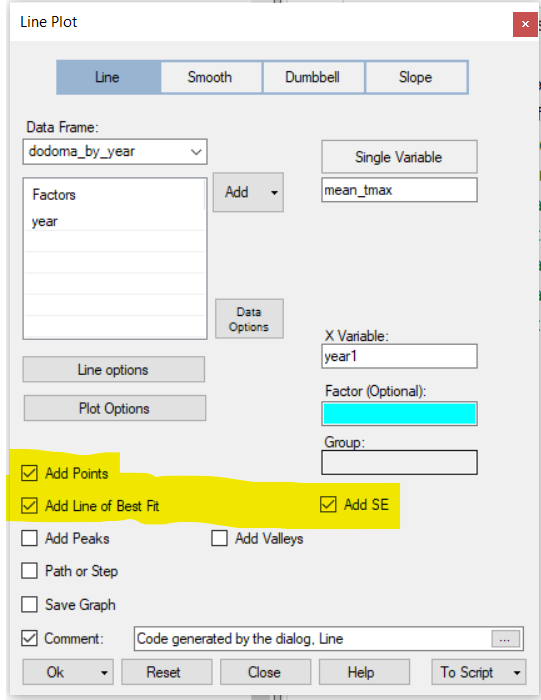 Line Plot
×
Line Smooth Dumbbell Slope
Data Frame:
dodoma_by_year
Single Variable
Factors
Add
mean_tmax
year
Data
Options
X Variable:
year1
Line options
Factor (Optional):
Plot Options
Group:
Add Points
Add Line of Best Fit Add SE
Add Peaks Add Valleys
Path or Step
Save Graph
Comment: Code generated by the dialog, Line ...
Ok Reset Close Help To Script